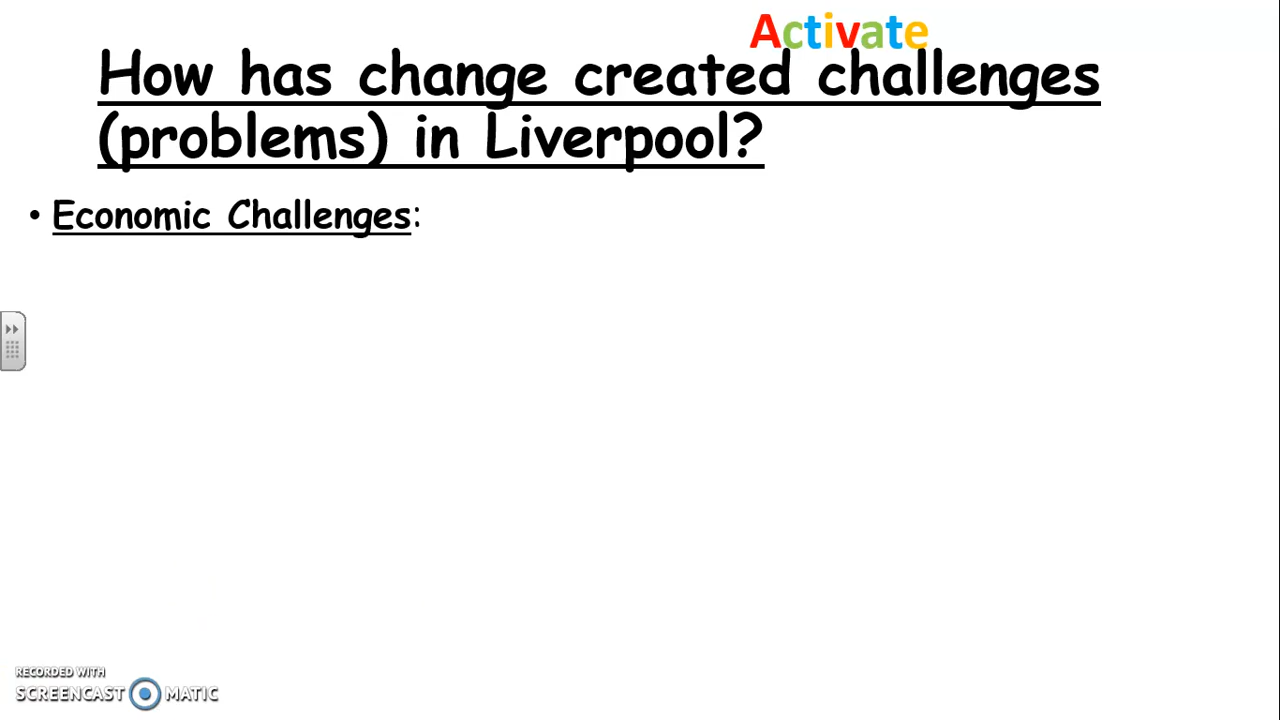 Activate
How has change created challenges
(problems) in Liverpool?
• Economic Challenges:
RECORDED WITH
SCREENCAST MATIC